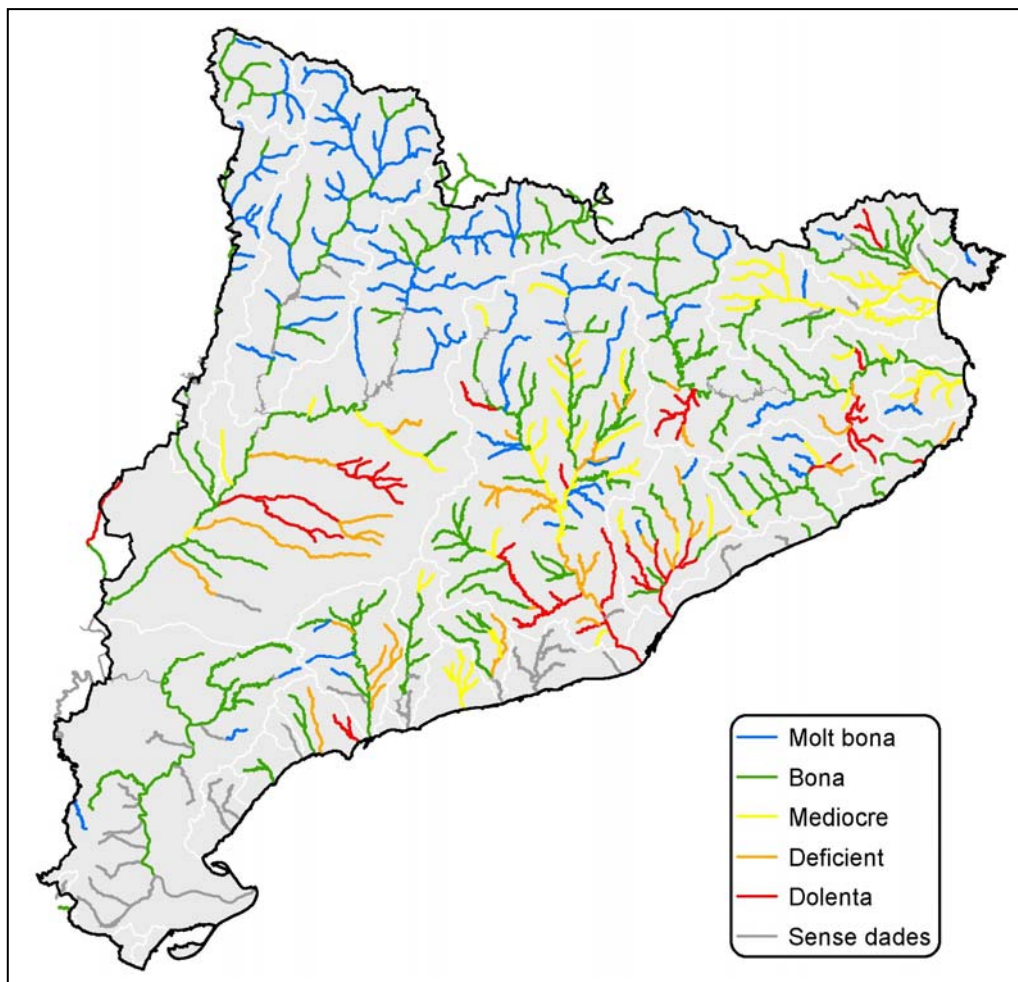 Molt bona
Bona
Mediocre
Deficient
Dolenta
Sense dades